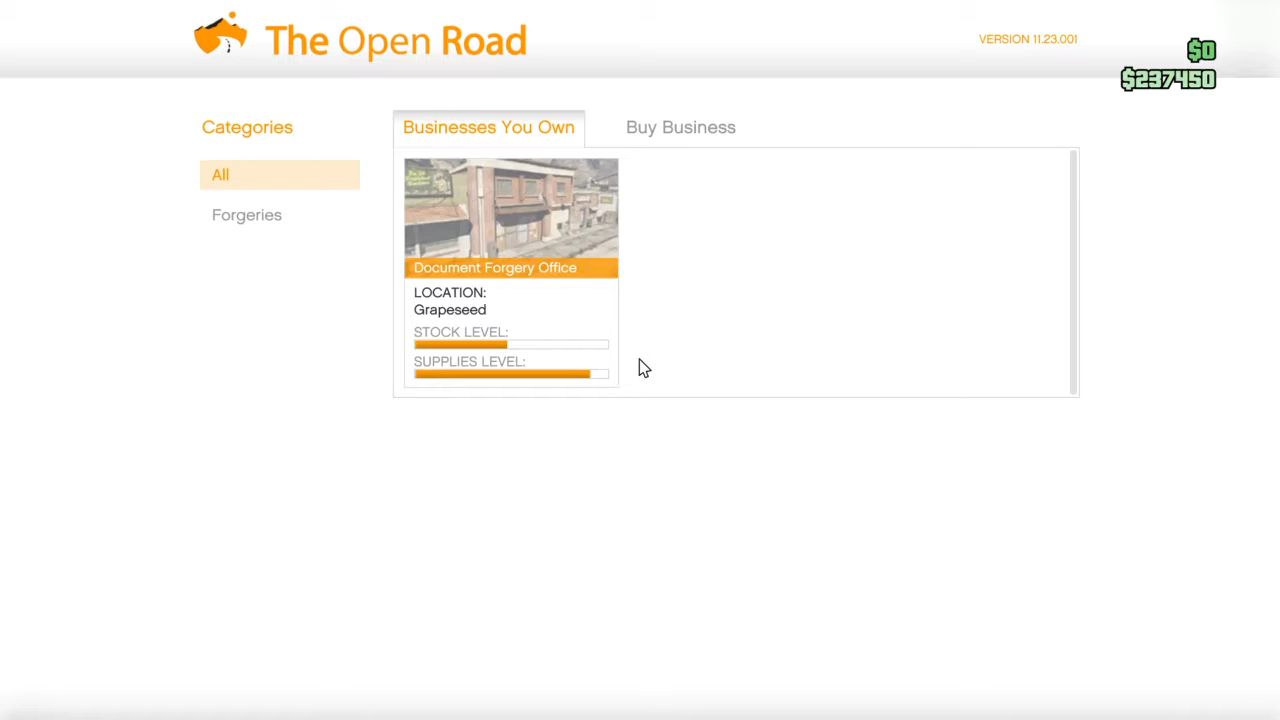 The Open Road
VERSION 11.23.001
$0
$237450
Categories
All
Forgeries
Businesses You Own
Buy Business
Document Forgery Office
LOCATION:
Grapeseed
STOCK LEVEL:
SUPPLIES LEVEL: